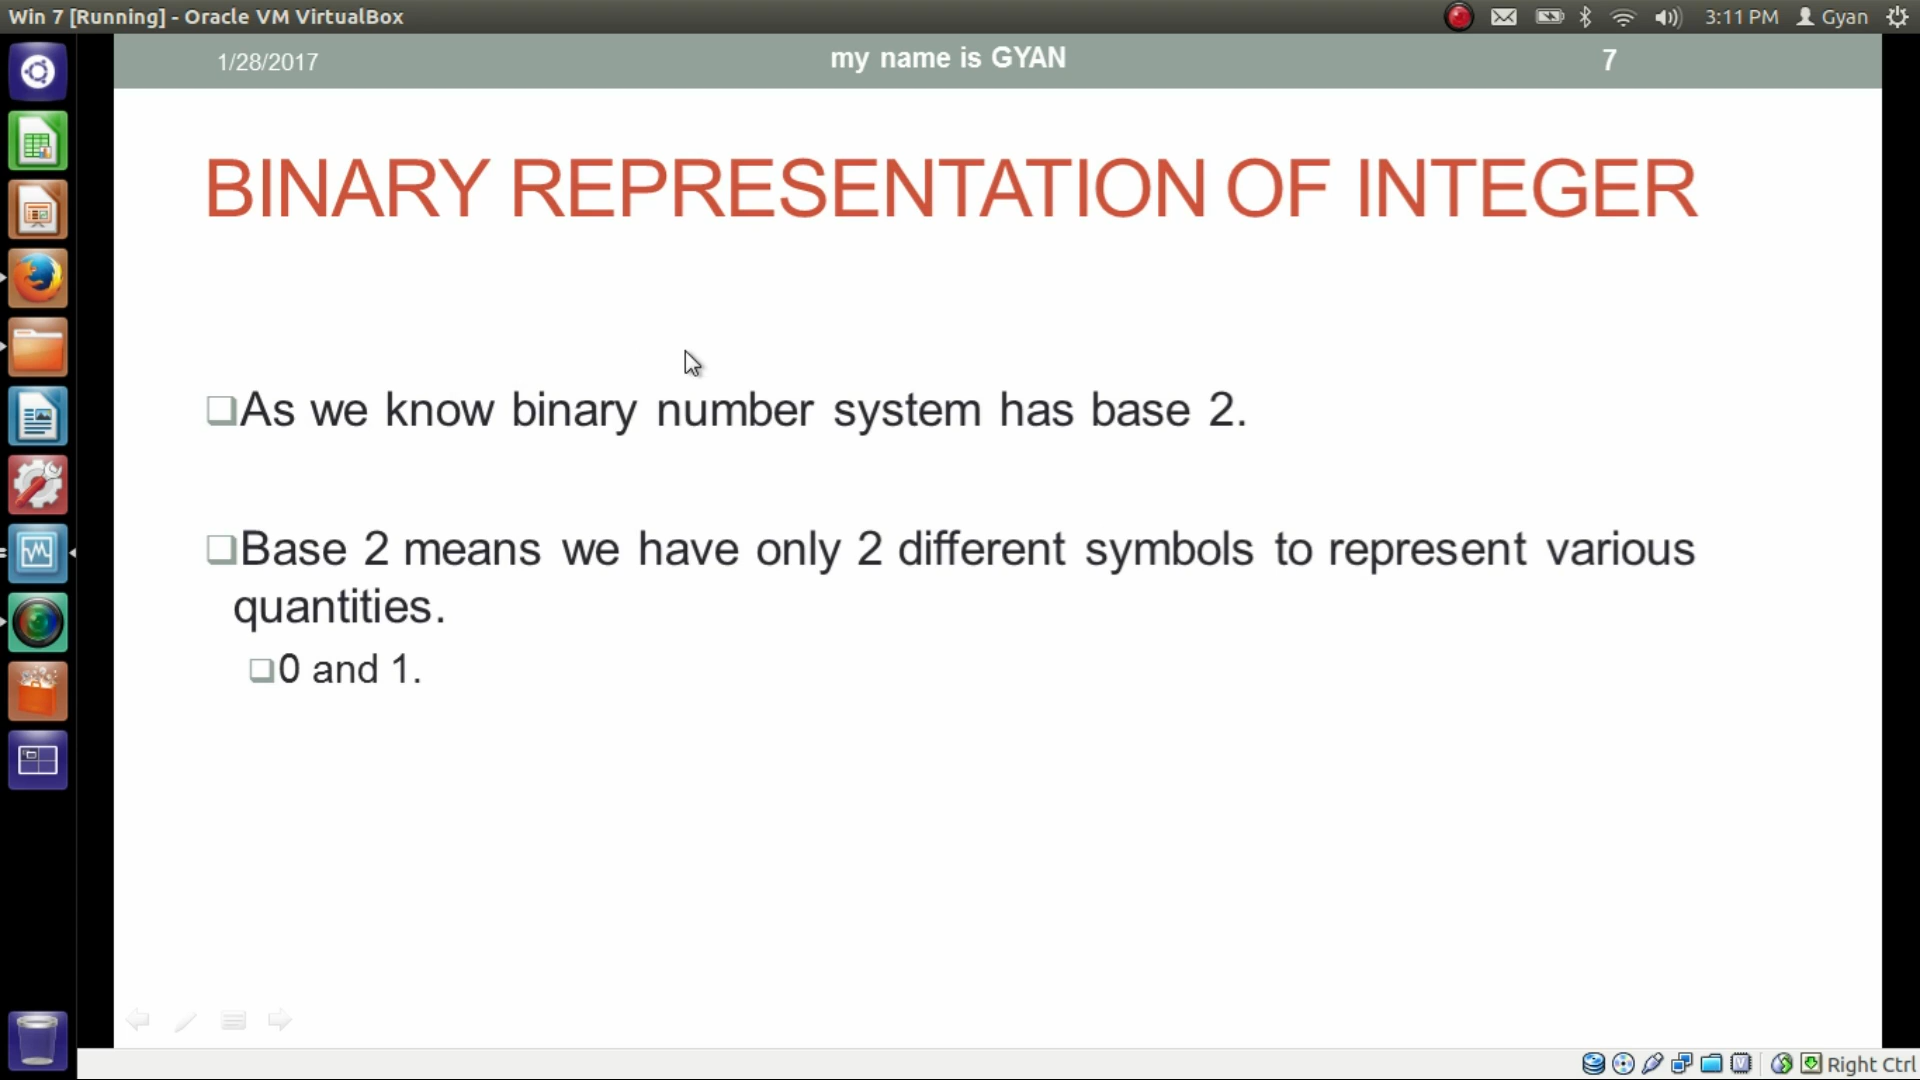 Win 7 [Running] - Oracle VM VirtualBox
3:11 PM Gyan
1/28/2017 my name is GYAN 7
BINARY REPRESENTATION OF INTEGER
As we know binary number system has base 2.
Base 2 means we have only 2 different symbols to represent various
quantities.
0 and 1.
Right Ctrl